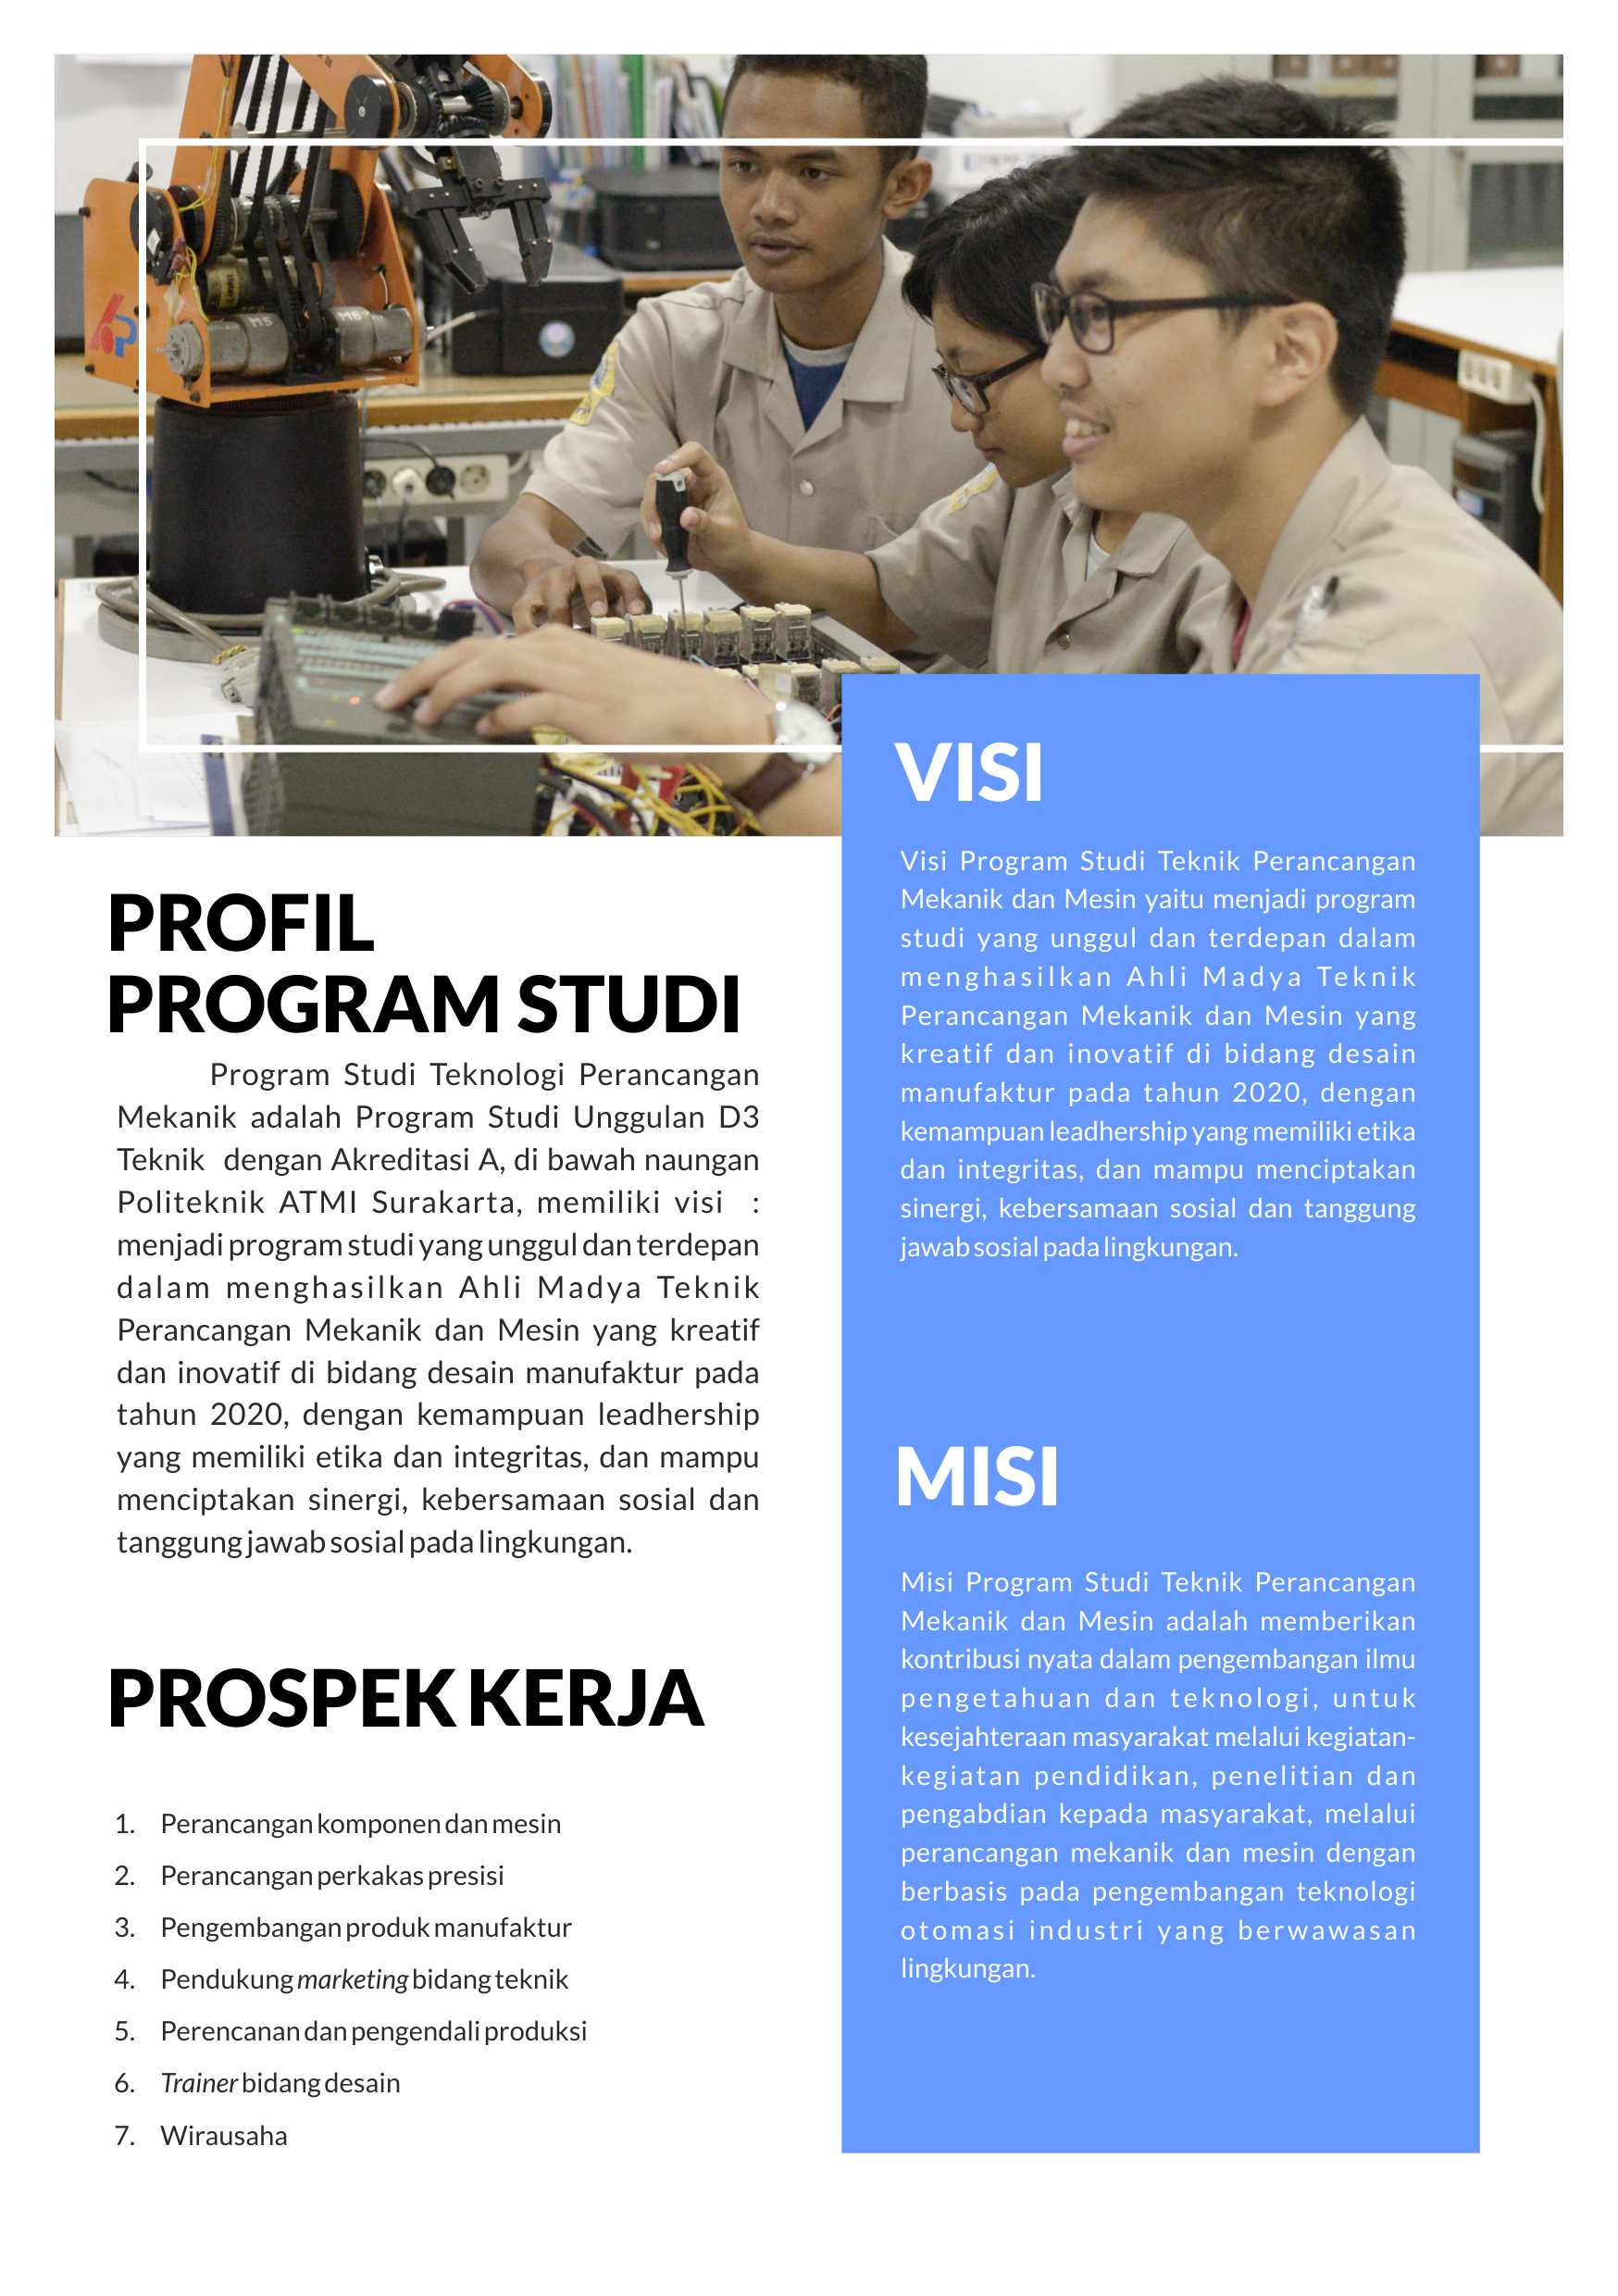 M5
M6
VISI
Visi Program Studi Teknik Perancangan
Mekanik dan Mesin yaitu menjadi program
studi yang unggul dan terdepan dalam
menghasilkan Ahli Madya Teknik
Perancangan Mekanik dan Mesin yang
kreatif dan inovatif di bidang desain
manufaktur pada tahun 2020, dengan
kemampuan leadhership yang memiliki etika
dan integritas, dan mampu menciptakan
sinergi, kebersamaan sosial dan tanggung
jawab sosial pada lingkungan.
PROFIL
PROGRAM STUDI
Program Studi Teknologi Perancangan
Mekanik adalah Program Studi Unggulan D3
Teknik dengan Akreditasi A, di bawah naungan
Politeknik ATMI Surakarta, memiliki visi :
menjadi program studi yang unggul dan terdepan
dalam menghasilkan Ahli Madya Teknik
Perancangan Mekanik dan Mesin yang kreatif
dan inovatif di bidang desain manufaktur pada
tahun 2020, dengan kemampuan leadhership
yang memiliki etika dan integritas, dan mampu
menciptakan sinergi, kebersamaan sosial dan
tanggung jawab sosial pada lingkungan.
MISI
Misi Program Studi Teknik Perancangan
Mekanik dan Mesin adalah memberikan
kontribusi nyata dalam pengembangan ilmu
pengetahuan dan teknologi, untuk
kesejahteraan masyarakat melalui kegiatan-
kegiatan pendidikan, penelitian dan
pengabdian kepada masyarakat, melalui
perancangan mekanik dan mesin dengan
berbasis pada pengembangan teknologi
otomasi industri yang berwawasan
lingkungan.
PROSPEK KERJA
1. Perancangan komponen dan mesin
2. Perancangan perkakas presisi
3. Pengembangan produk manufaktur
4. Pendukung marketing bidang teknik
5. Perencanan dan pengendali produksi
6. Trainer bidang desain
7. Wirausaha